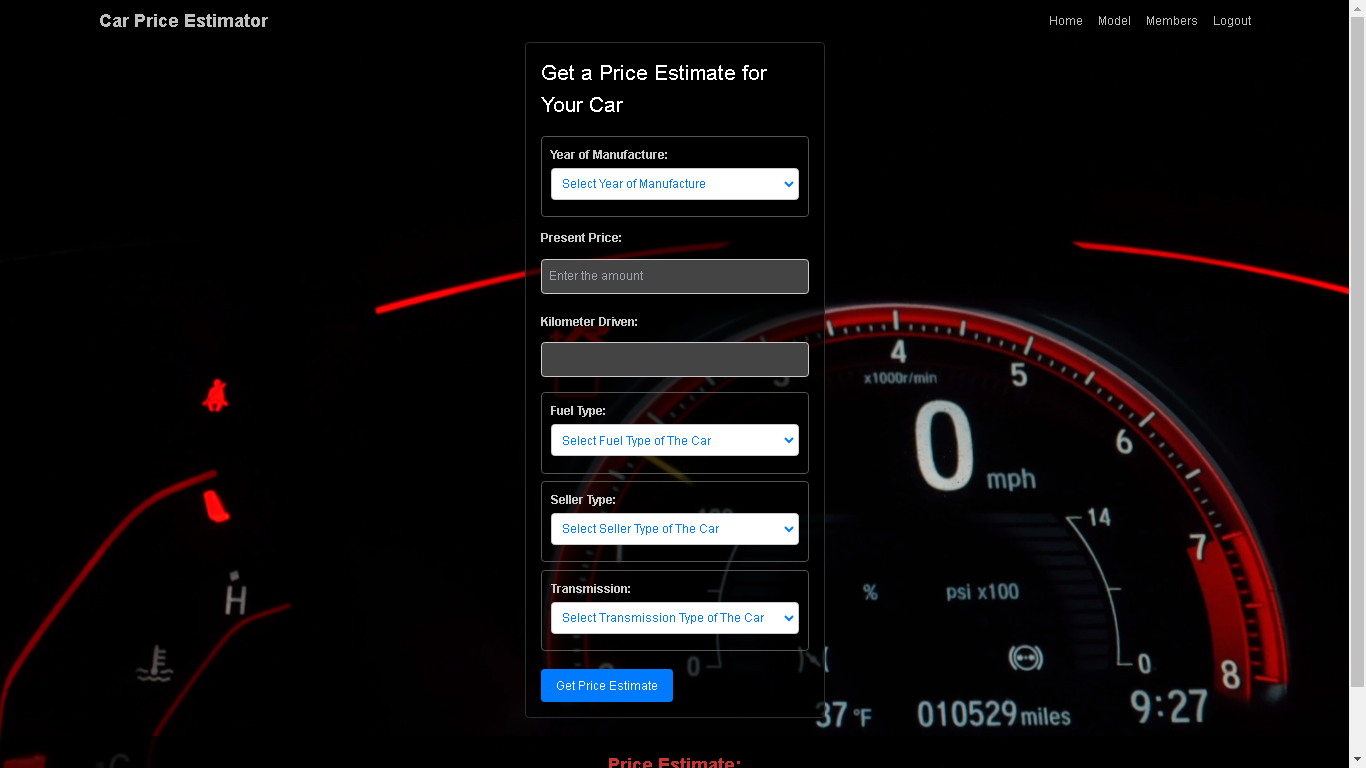 Car Price Estimator
Home Model Members Logout
Get a Price Estimate for
Your Car
Year of Manufacture:
Select Year of Manufacture
Present Price:
Enter the amount
Kilometer Driven:
Fuel Type:
Select Fuel Type of The Car
Seller Type:
Select Seller Type of The Car
Transmission:
Select Transmission Type of The Car
Get Price Estimate
Price Estimate:
3
4
5
6
7
8
x1000r/min
0 mph
14
% psi x100
0
0
37 °F
010529 miles
9:27
H
C